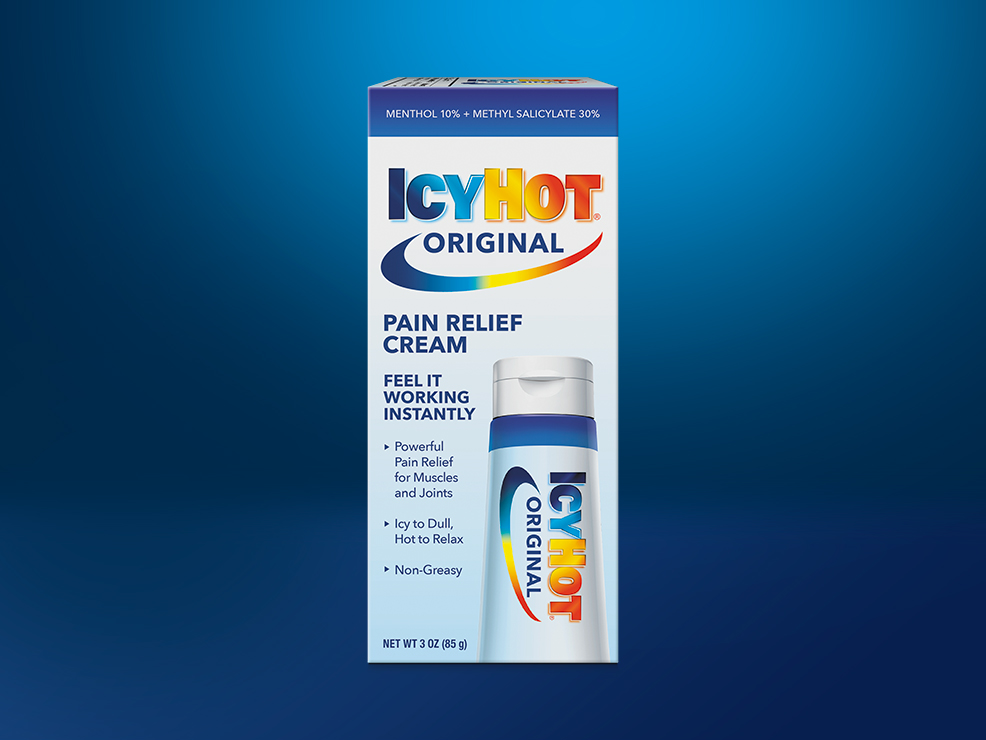 MENTHOL 10% + METHYL SALICYLATE 30%
ICYHOT®
ORIGINAL
PAIN RELIEF
CREAM
FEEL IT
WORKING
INSTANTLY
▸ Powerful
Pain Relief
for Muscles
and Joints
▸ Icy to Dull,
Hot to Relax
▸ Non-Greasy
NET WT 3 OZ (85 g)
ICYHOT®
ORIGINAL